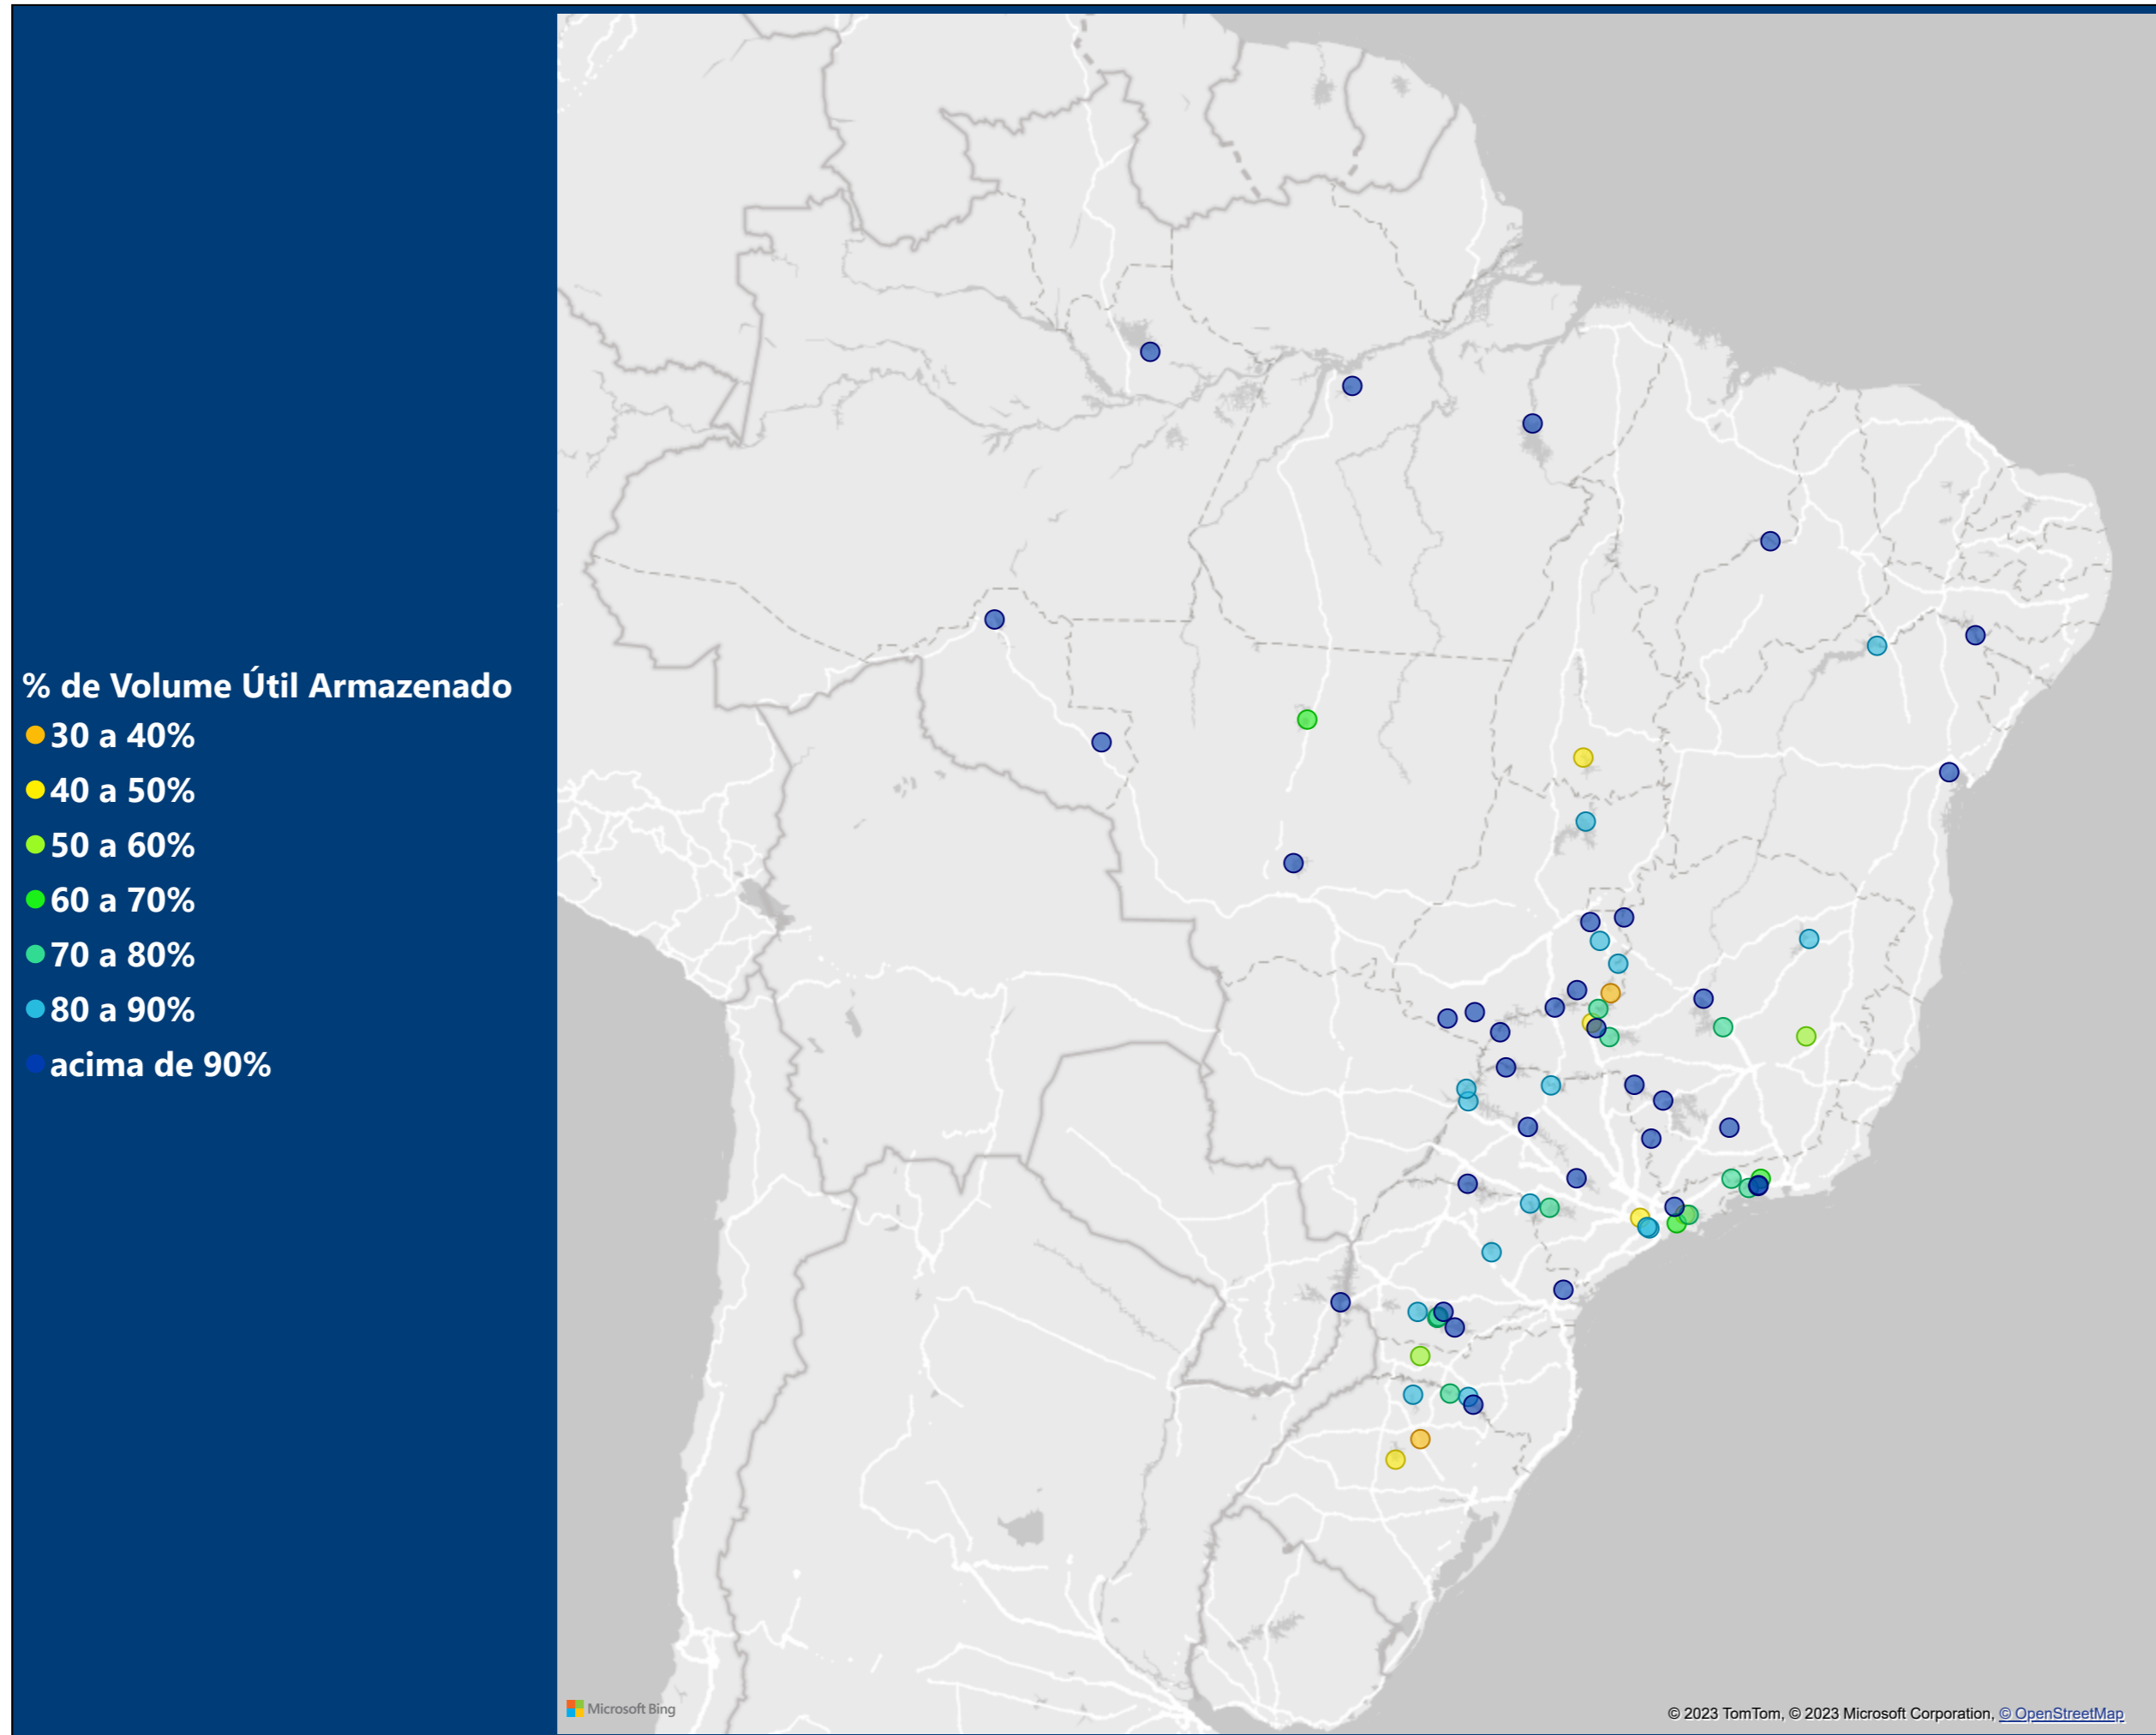 % de Volume Útil Armazenado
30 a 40%
40 a 50%
50 a 60%
60 a 70%
70 a 80%
80 a 90%
acima de 90%
Microsoft Bing
© 2023 TomTom, © 2023 Microsoft Corporation, © OpenStreetMap